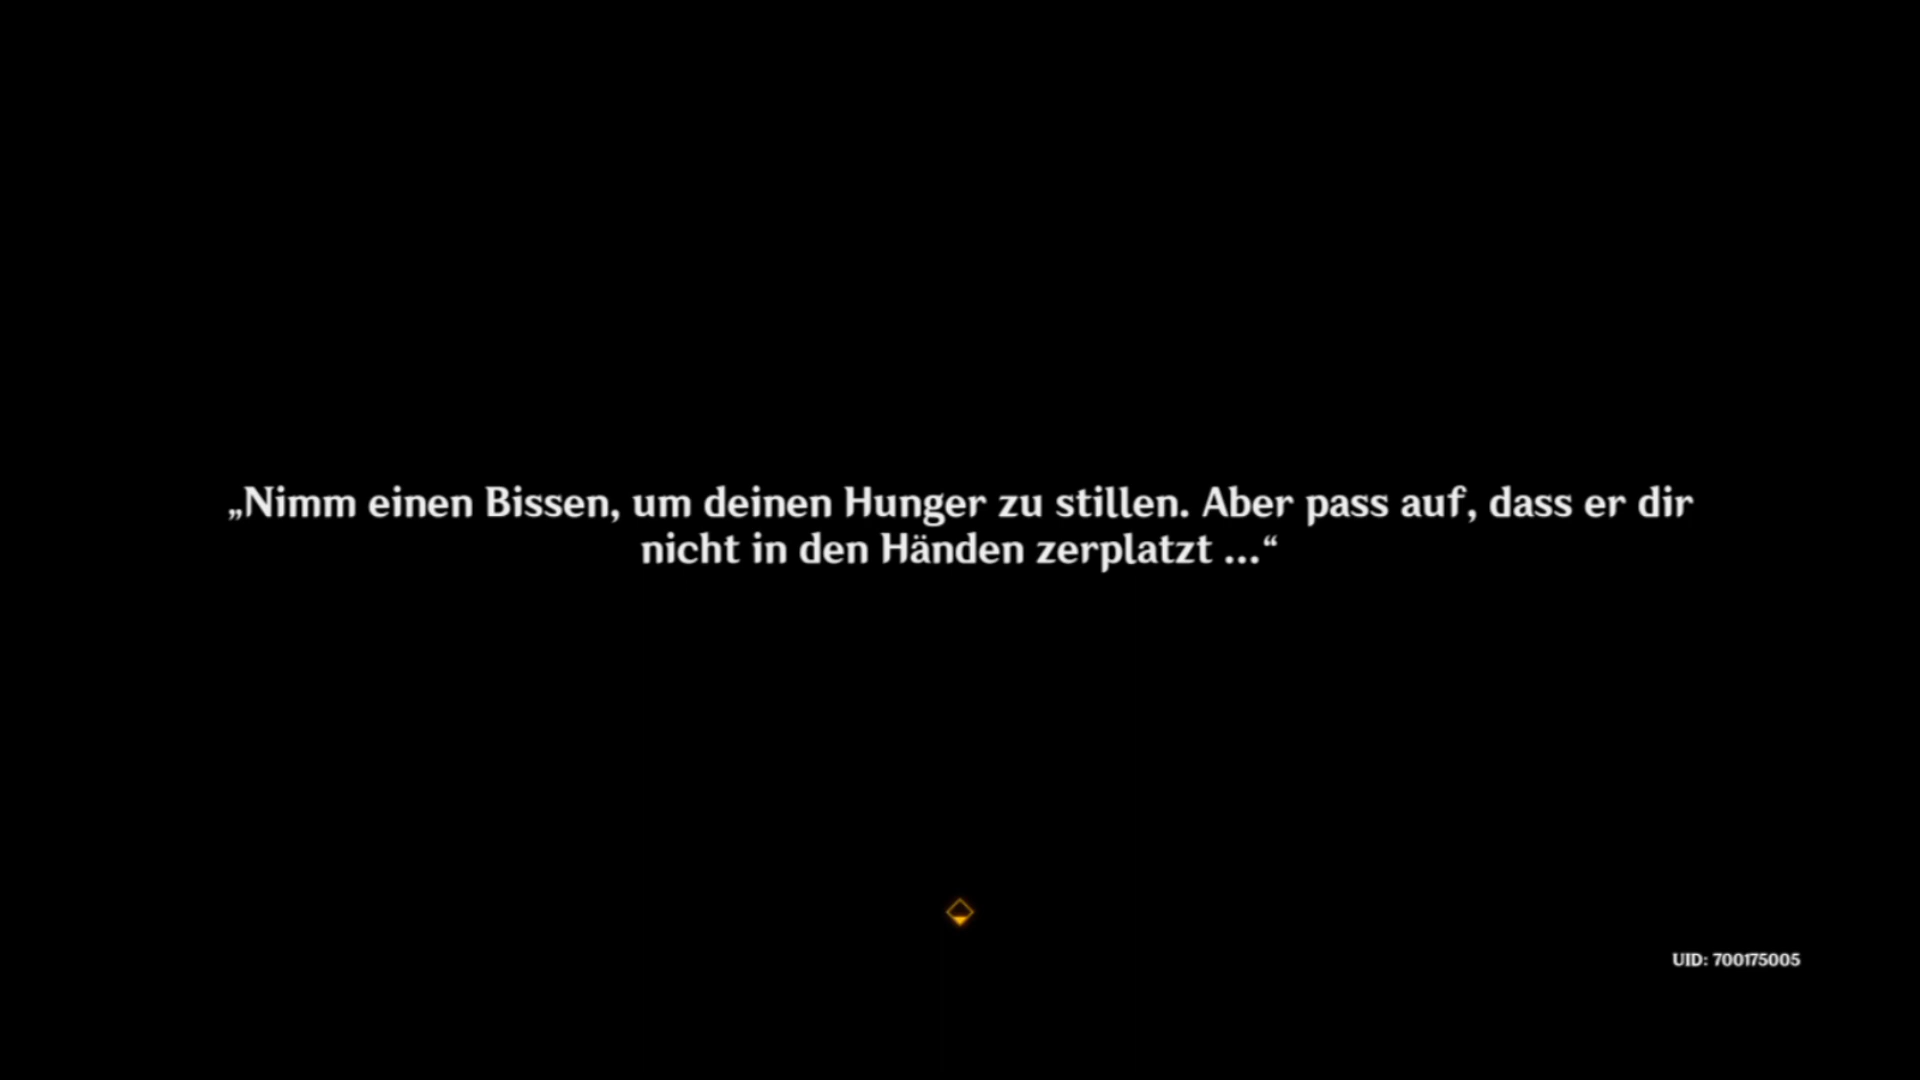 „Nimm einen Bissen, um deinen Hunger zu stillen. Aber pass auf, dass er dir
nicht in den Händen zerplatzt ...“
UID: 700175005